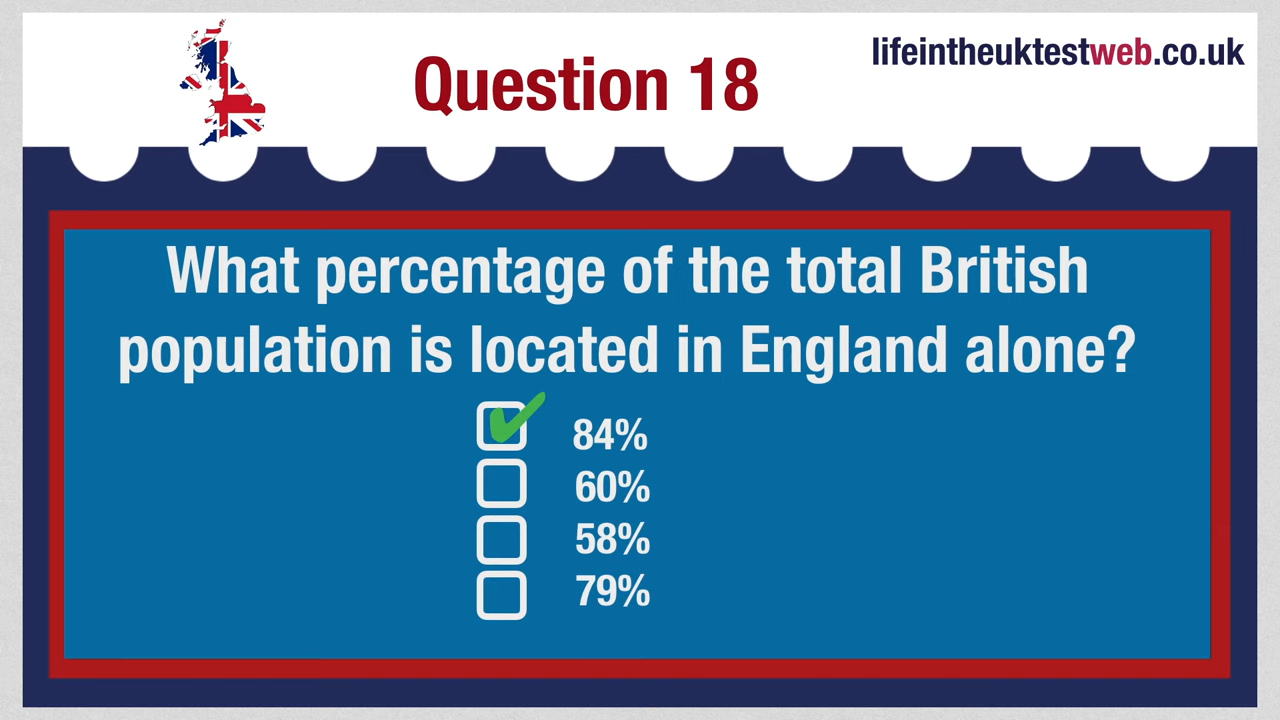 lifeintheuktestweb.co.uk
Question 18
What percentage of the total British
population is located in England alone?
84%
60%
58%
79%